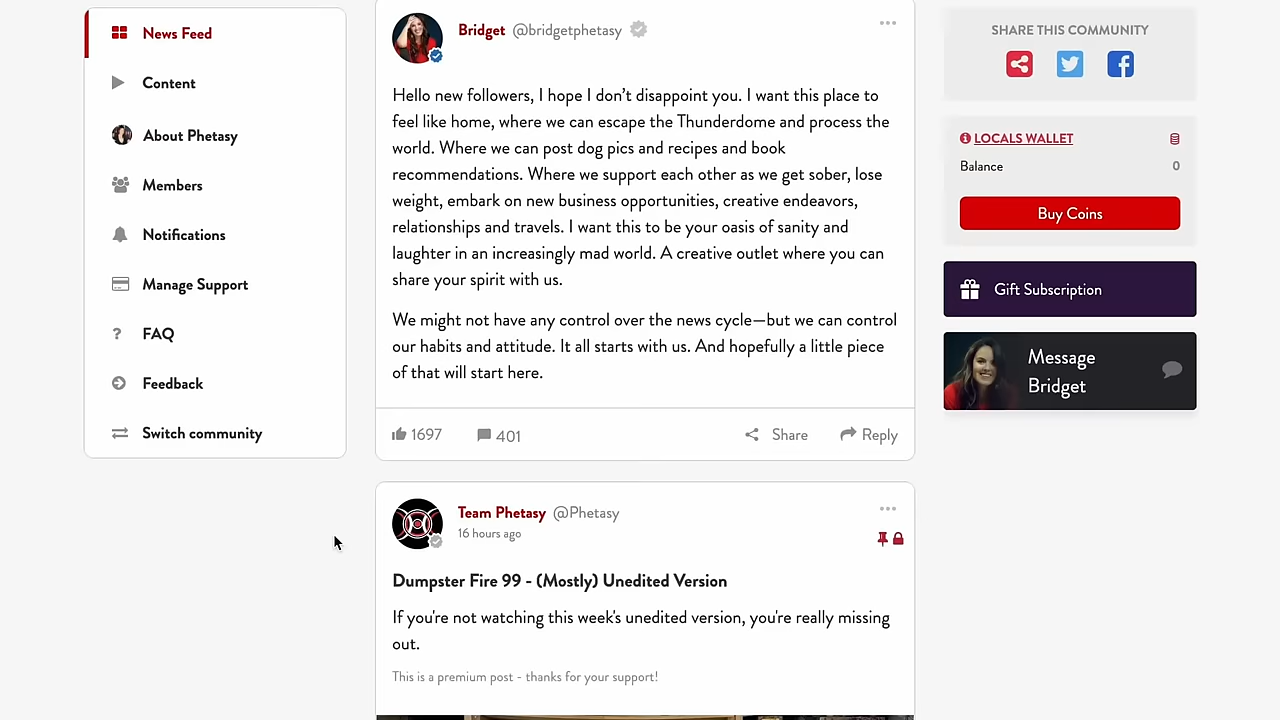 News Feed
Content
About Phetasy
Members
Notifications
Manage Support
? FAQ
Feedback
Switch community
Bridget @bridgetphetasy
Hello new followers, I hope I don’t disappoint you. I want this place to
feel like home, where we can escape the Thunderdome and process the
world. Where we can post dog pics and recipes and book
recommendations. Where we support each other as we get sober, lose
weight, embark on new business opportunities, creative endeavors,
relationships and travels. I want this to be your oasis of sanity and
laughter in an increasingly mad world. A creative outlet where you can
share your spirit with us.
We might not have any control over the news cycle—but we can control
our habits and attitude. It all starts with us. And hopefully a little piece
of that will start here.
1697 401 Share Reply
Team Phetasy @Phetasy
16 hours ago
Dumpster Fire 99 - (Mostly) Unedited Version
If you're not watching this week's unedited version, you're really missing
out.
This is a premium post - thanks for your support!
SHARE THIS COMMUNITY
LOCALS WALLET
Balance 0
Buy Coins
Gift Subscription
Message
Bridget